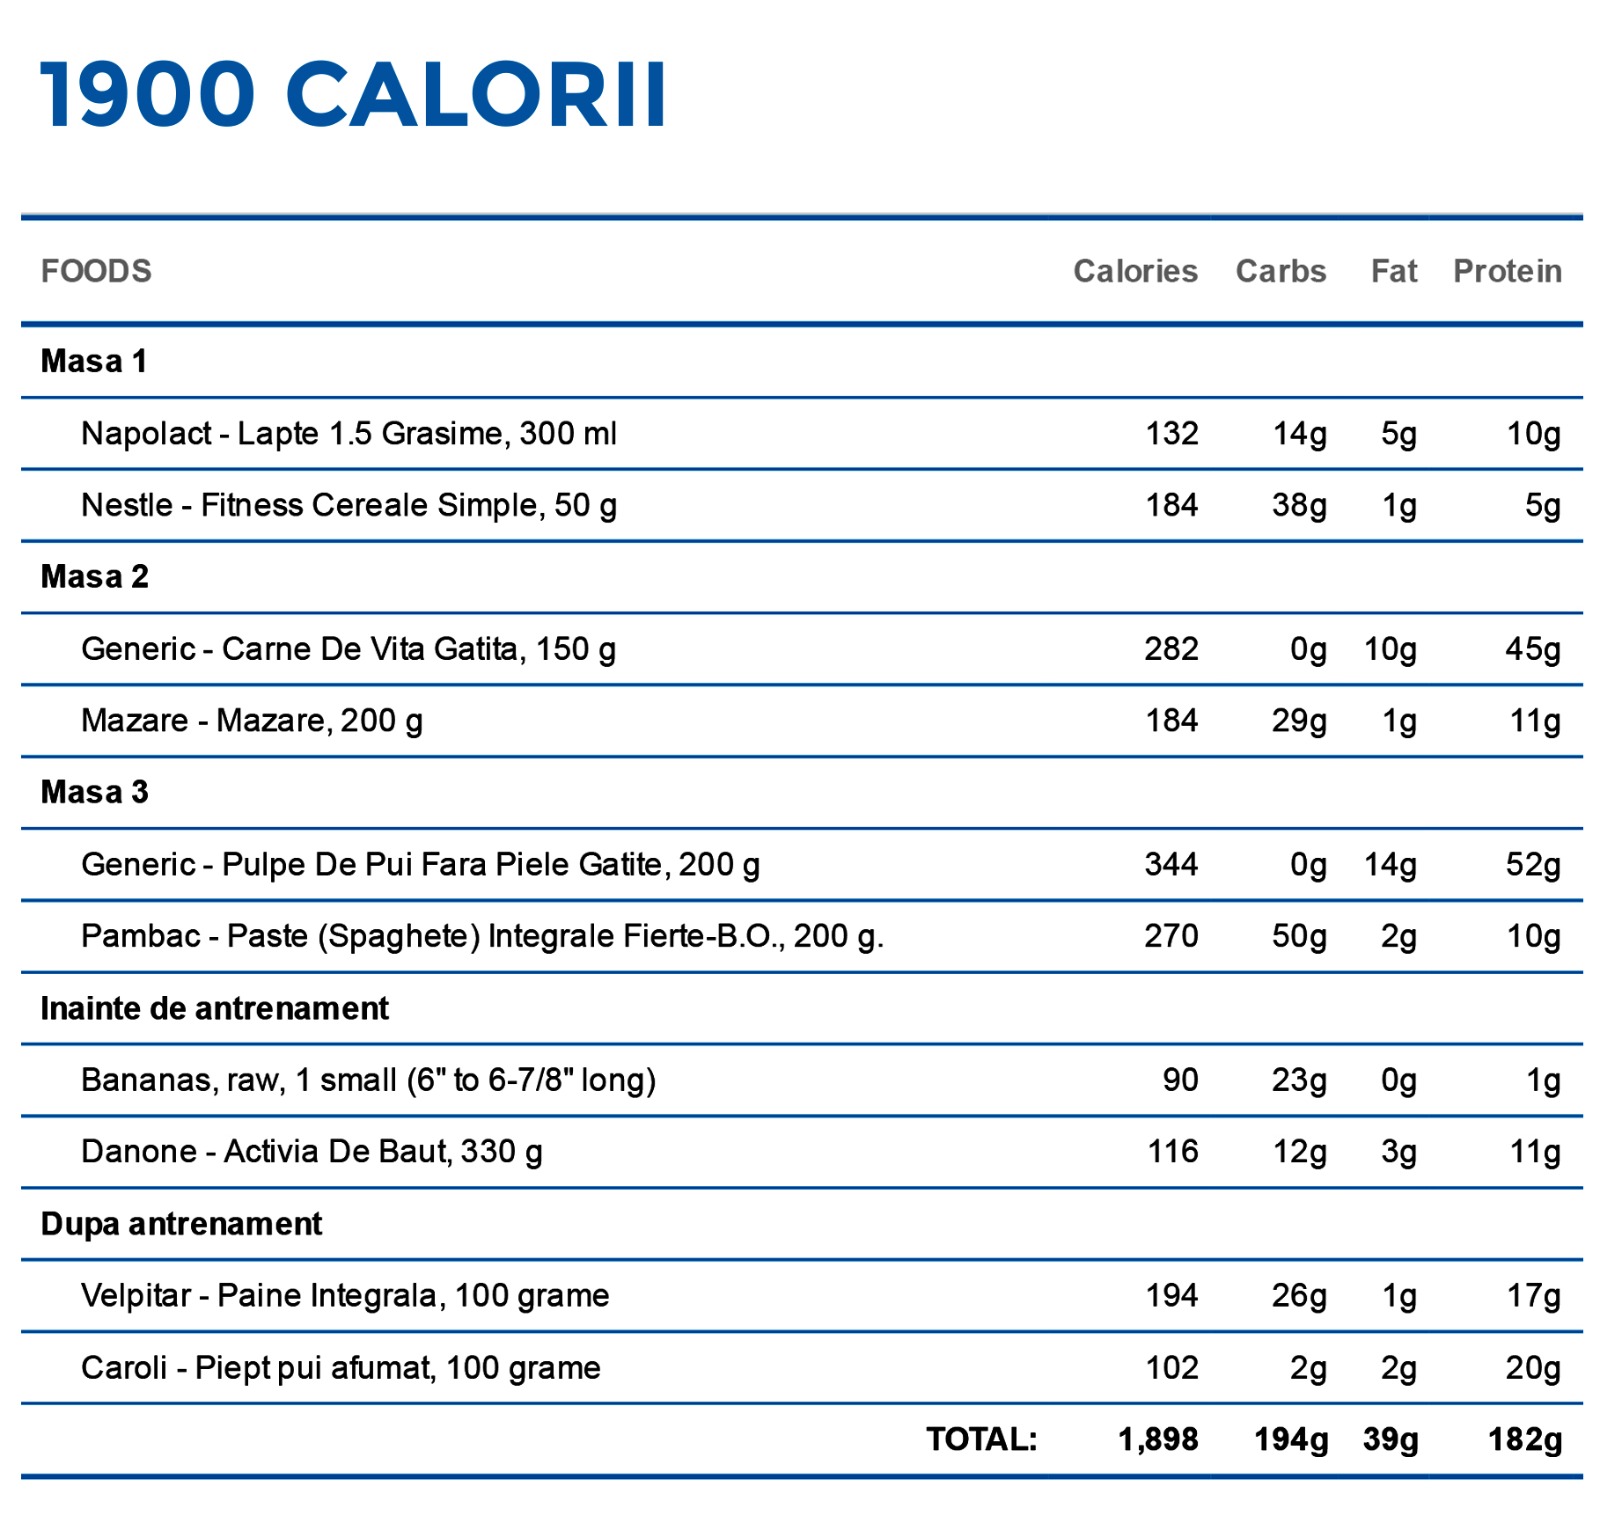 1900 CALORII
FOODS Calories Carbs Fat Protein
Masa 1
Napolact - Lapte 1.5 Grasime, 300 ml 132 14g 5g 10g
Nestle - Fitness Cereale Simple, 50 g 184 38g 1g 5g
Masa 2
Generic - Carne De Vita Gatita, 150 g 282 0g 10g 45g
Mazare - Mazare, 200 g 184 29g 1g 11g
Masa 3
Generic - Pulpe De Pui Fara Piele Gatite, 200 g 344 0g 14g 52g
Pambac - Paste (Spaghete) Integrale Fierte-B.O., 200 g. 270 50g 2g 10g
Inainte de antrenament
Bananas, raw, 1 small (6" to 6-7/8" long) 90 23g 0g 1g
Danone - Activia De Baut, 330 g 116 12g 3g 11g
Dupa antrenament
Velpitar - Paine Integrala, 100 grame 194 26g 1g 17g
Caroli - Piept pui afumat, 100 grame 102 2g 2g 20g
TOTAL: 1,898 194g 39g 182g